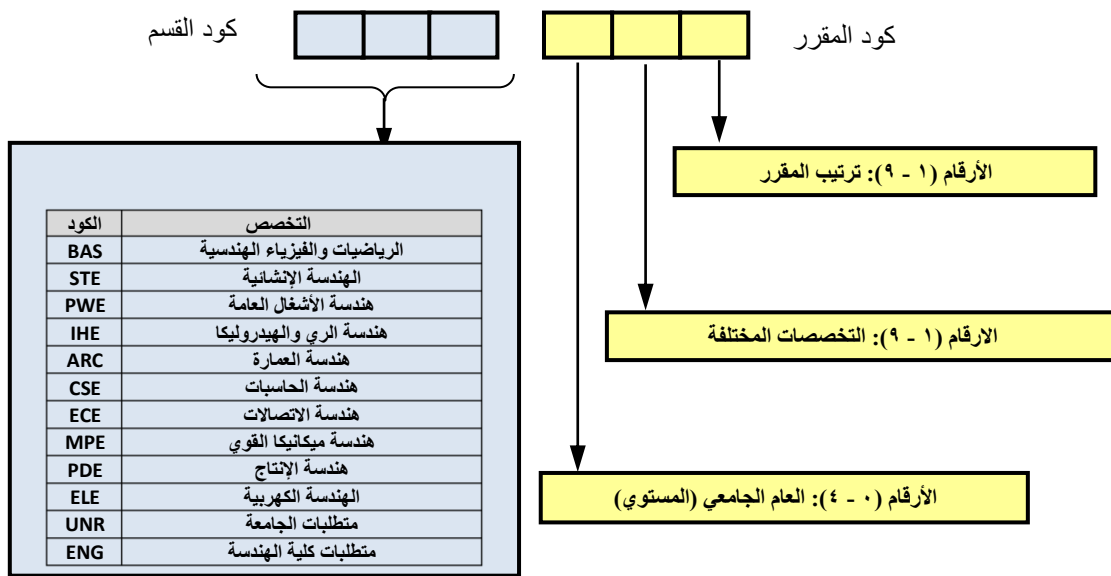 كود المقرر
كود القسم
الأرقام (١ - ٩): ترتيب المقرر
الارقام (١ - ٩): التخصصات المختلفة
الأرقام (٠ - ٤): العام الجامعي (المستوي)
التخصص الكود
الرياضيات والفيزياء الهندسية BAS
الهندسة الإنشائية STE
هندسة الأشغال العامة PWE
هندسة الري والهيدروليكا IHE
هندسة العمارة ARC
هندسة الحاسبات CSE
هندسة الاتصالات ECE
هندسة ميكانيكا القوي MPE
هندسة الإنتاج PDE
الهندسة الكهربية ELE
متطلبات الجامعة UNR
متطلبات كلية الهندسة ENG